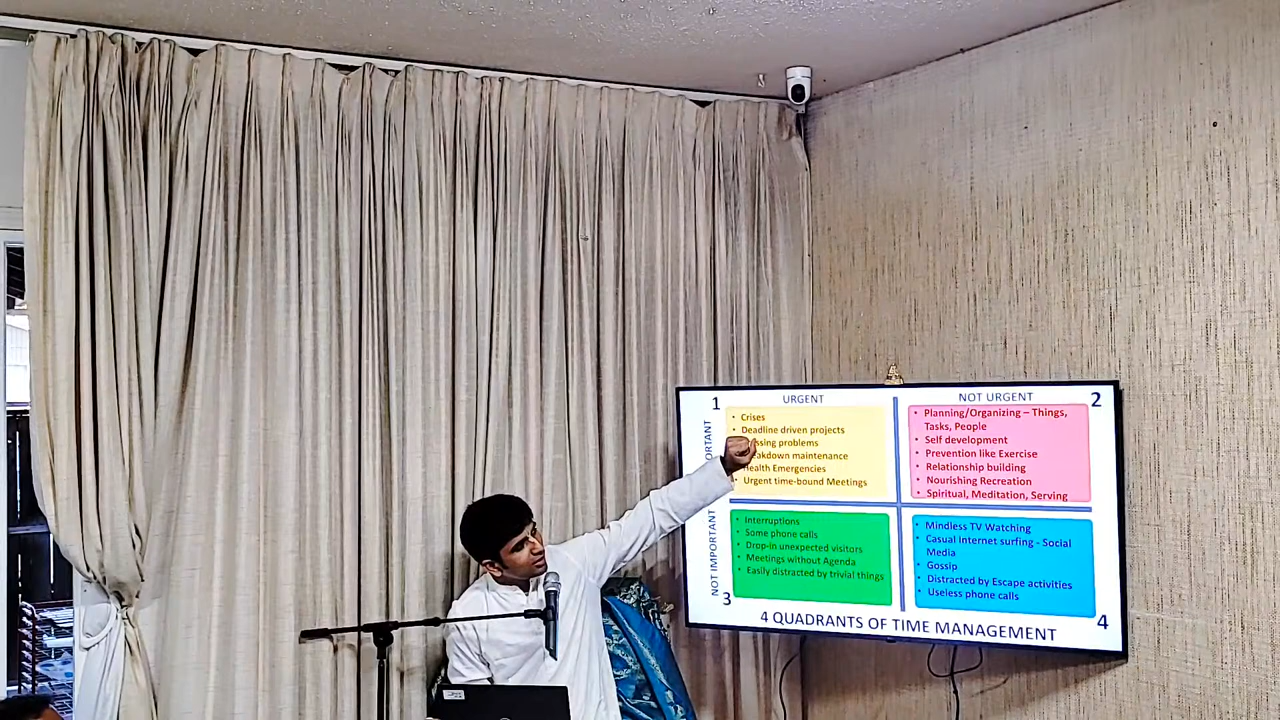 1
URGENT
NOT URGENT
2
• Crises
• Deadline driven projects
problems
maintenance
Health Emergencies
• Urgent time-bound Meetings
• Planning/Organizing – Things,
Tasks, People
• Self development
• Prevention like Exercise
• Relationship building
• Nourishing Recreation
• Spiritual, Meditation, Serving
NOT IMPORTANT
• Interruptions
• Some phone calls
• Drop-in unexpected visitors
• Meetings without Agenda
• Easily distracted by trivial things
3
• Mindless TV Watching
• Casual internet surfing - Social
Media
• Gossip
• Distracted by Escape activities
• Useless phone calls
4
4 QUADRANTS OF TIME MANAGEMENT